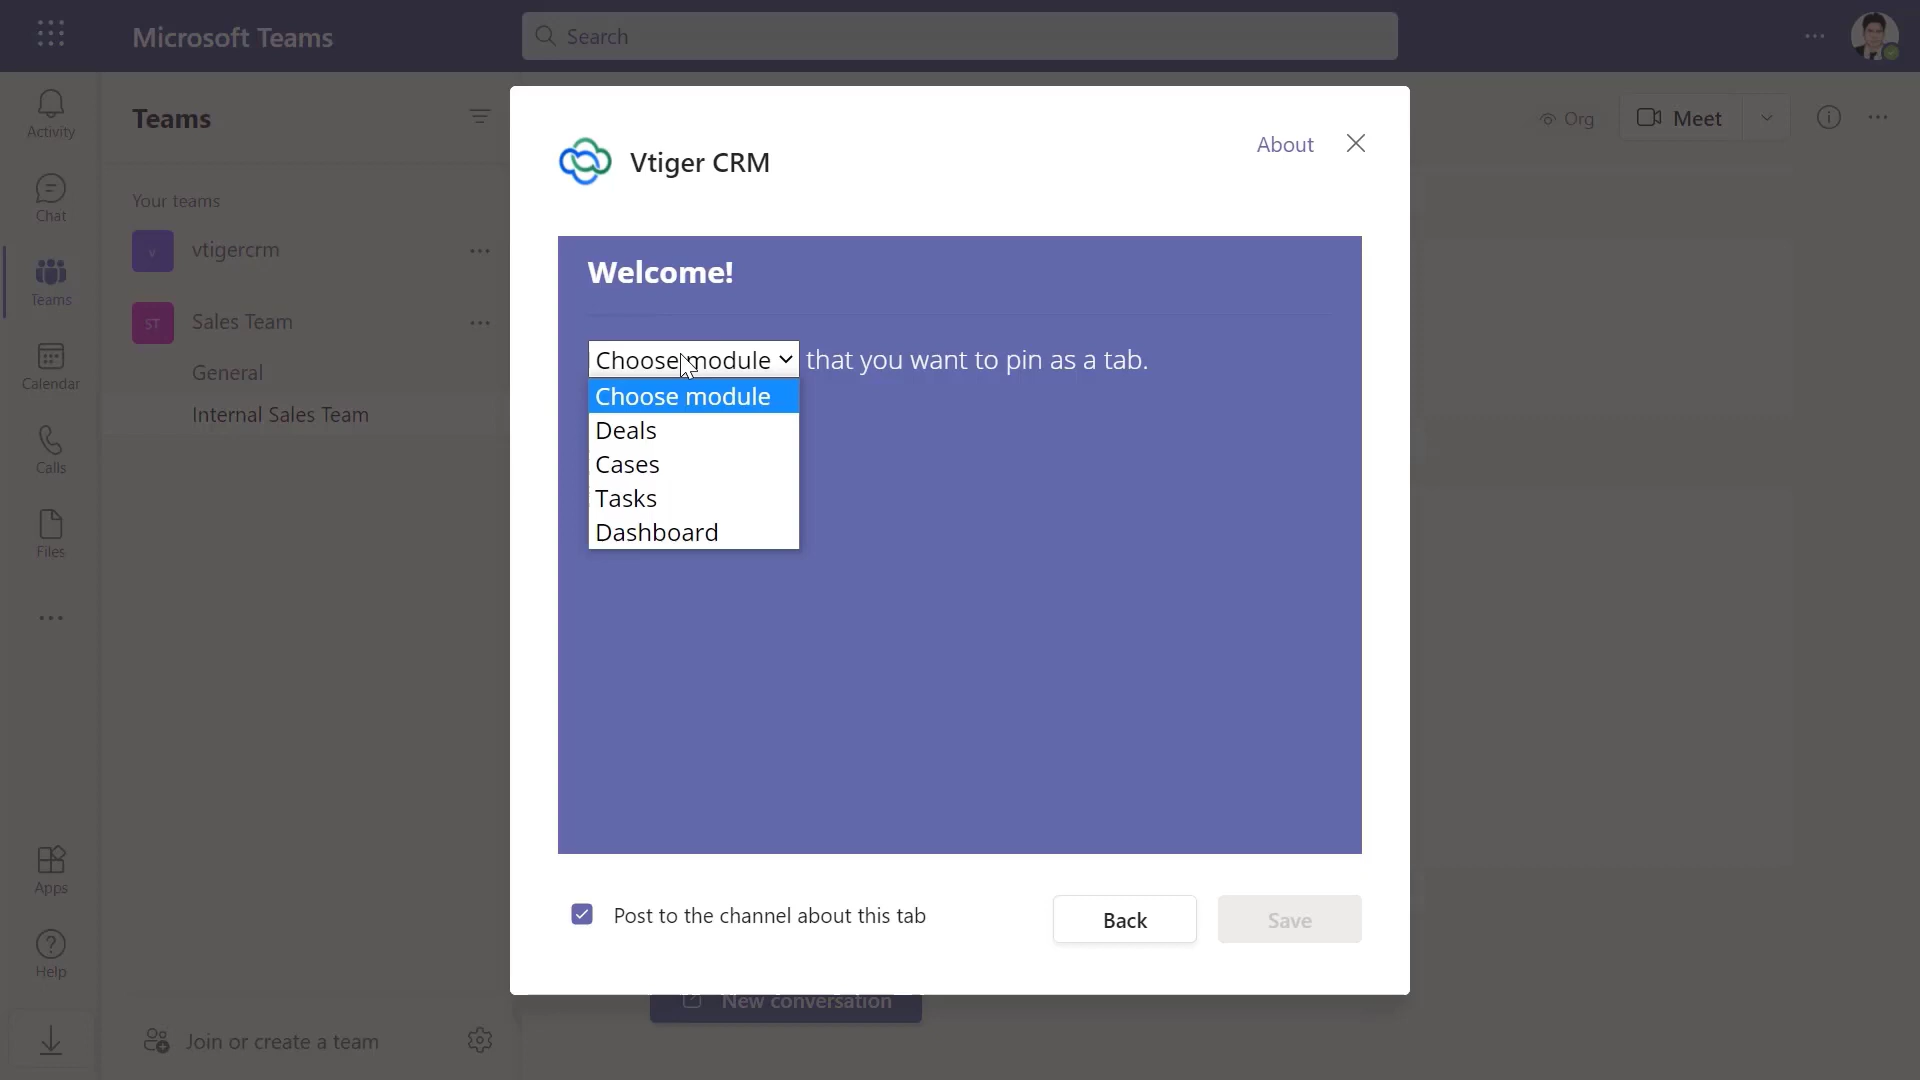 Microsoft Teams
Search
Activity
Chat
Teams
Calendar
Calls
Files
Apps
Help
Teams
Your teams
v
vtigercrm
ST
Sales Team
General
Internal Sales Team
Join or create a team
Org
Meet
Vtiger CRM
About
Welcome!
Choose module that you want to pin as a tab.
Choose module
Deals
Cases
Tasks
Dashboard
Post to the channel about this tab
Back
Save
New conversation